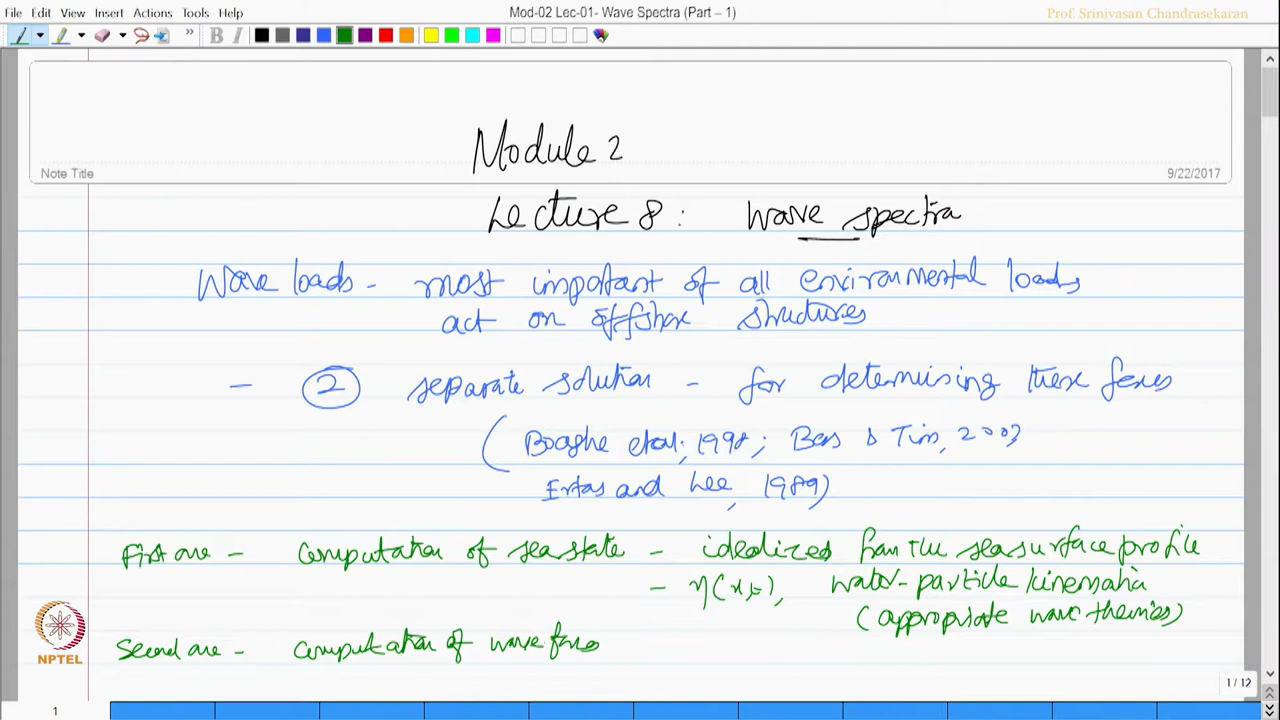 File Edit View Insert Actions Tools Help
Mod-02 Lec-01- Wave Spectra (Part – 1)
Prof. Srinivasan Chandrasekaran
Module 2
Note Title
9/22/2017
Lecture 8 : Wave spectra
Wave loads - most important of all environmental loads
act on offshore structures
- 2 separate solution - for determining these forces
(Boaghe etal; 1998; Bas & Tim, 2003
Ertas and Lee, 1989)
First one - computation of sea state - idealized from the sea surface profile
- η(x,t), water-particle kinematics
(appropriate wave theories)
Second one - computation of wave forces
NPTEL
1 / 12
1